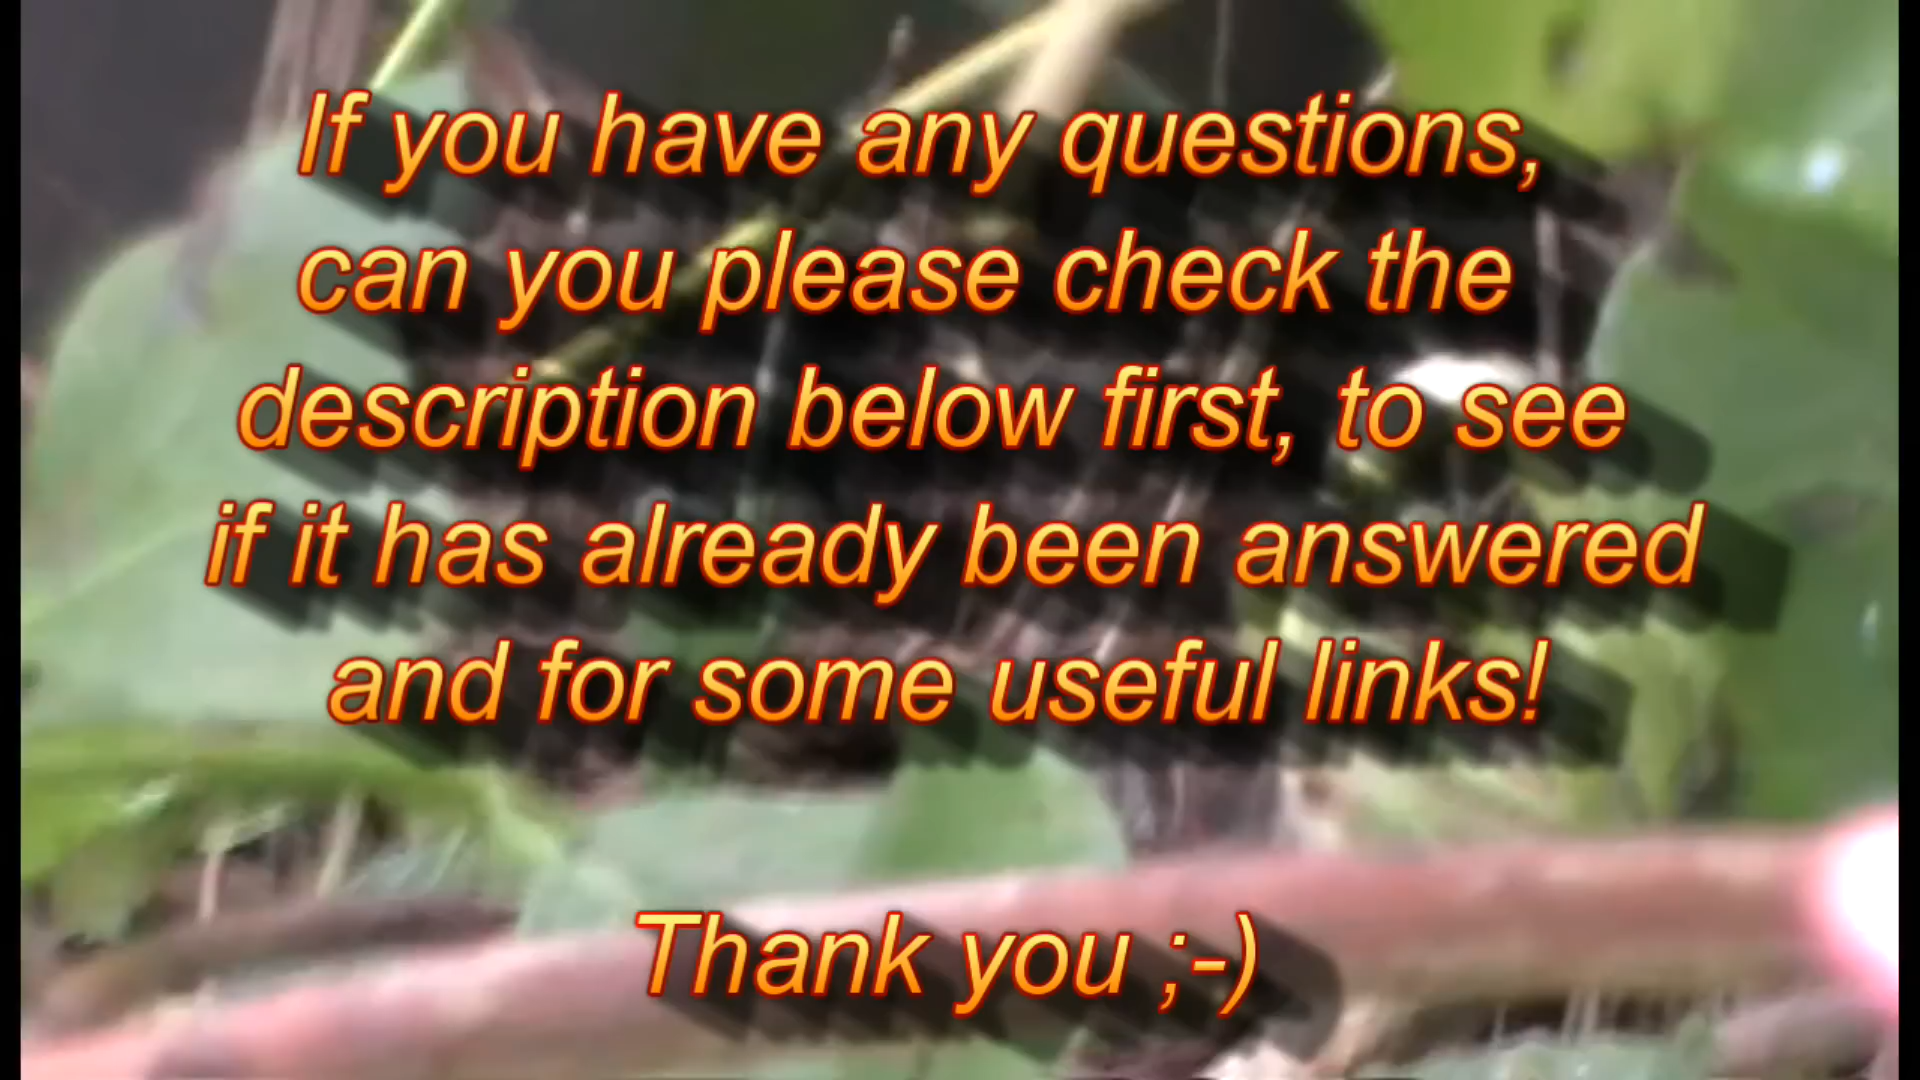 If you have any questions,
can you please check the
description below first, to see
if it has already been answered
and for some useful links!
Thank you ;-)